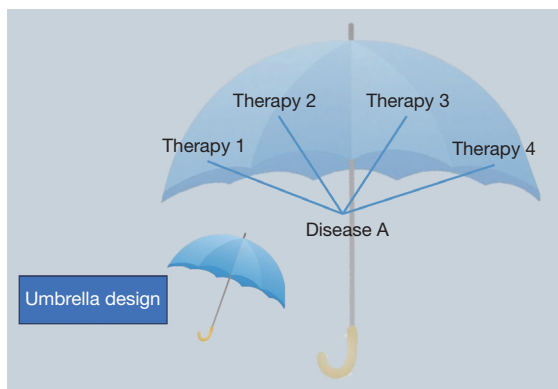 Therapy 2
Therapy 3
Therapy 1
Therapy 4
Disease A
Umbrella design